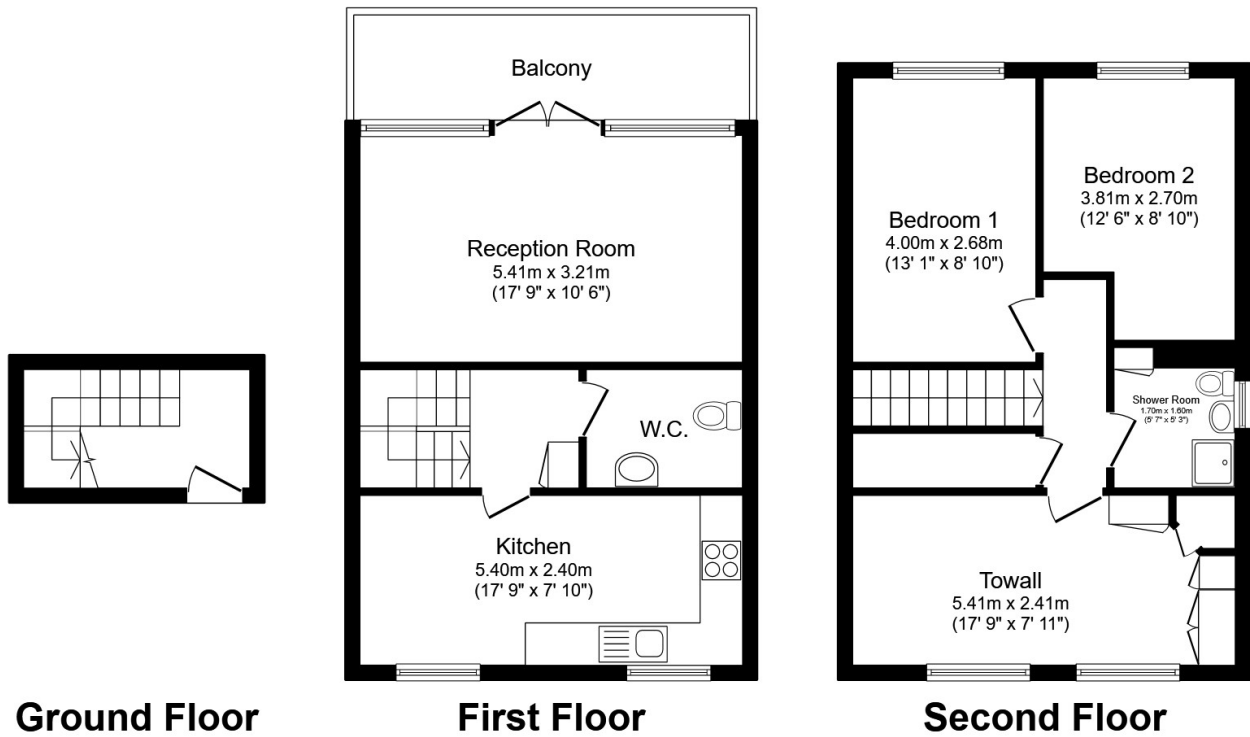 Balcony
Reception Room
5.41m x 3.21m
(17' 9" x 10' 6")
W.C.
Kitchen
5.40m x 2.40m
(17' 9" x 7' 10")
Bedroom 1
4.00m x 2.68m
(13' 1" x 8' 10")
Bedroom 2
3.81m x 2.70m
(12' 6" x 8' 10")
Shower Room
1.70m x 1.60m
(5' 7" x 5' 3")
Towall
5.41m x 2.41m
(17' 9" x 7' 11")
Ground Floor
First Floor
Second Floor